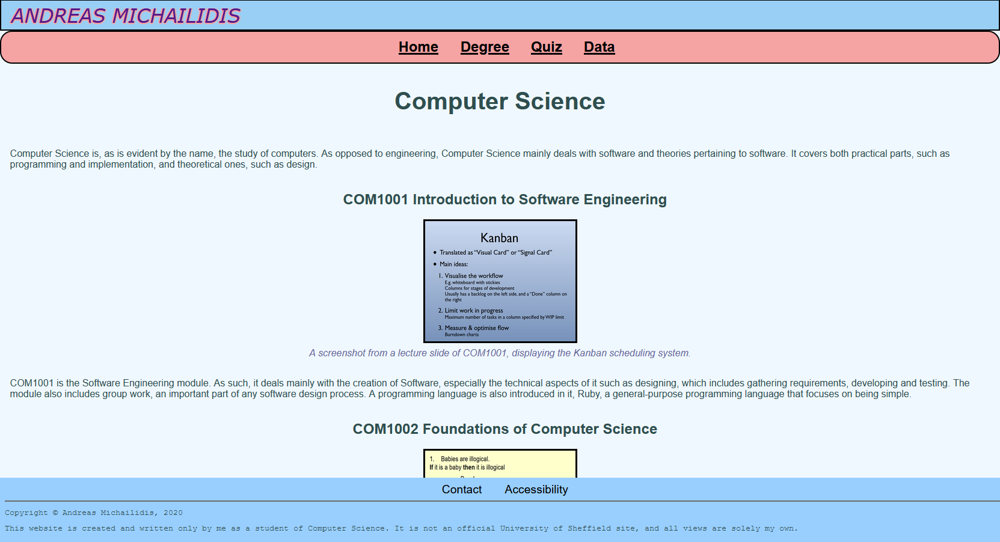 ANDREAS MICHAILIDIS
Home Degree Quiz Data
Computer Science
Computer Science is, as is evident by the name, the study of computers. As opposed to engineering, Computer Science mainly deals with software and theories pertaining to software. It covers both practical parts, such as
programming and implementation, and theoretical ones, such as design.
COM1001 Introduction to Software Engineering
Kanban
• Translated as “Visual Card” or “Signal Card”
• Main ideas:
1. Visualise the workflow
E.g. whiteboard with stickies
Columns for stages of development
Usually has a backlog on the left side, and a “Done” column on
the right
2. Limit work in progress
Maximum number of tasks in a column specified by WIP limit
3. Measure & optimise flow
Burndown charts
A screenshot from a lecture slide of COM1001, displaying the Kanban scheduling system.
COM1001 is the Software Engineering module. As such, it deals mainly with the creation of Software, especially the technical aspects of it such as designing, which includes gathering requirements, developing and testing. The
module also includes group work, an important part of any software design process. A programming language is also introduced in it, Ruby, a general-purpose programming language that focuses on being simple.
COM1002 Foundations of Computer Science
1. Babies are illogical.
If it is a baby then it is illogical
Contact Accessibility
Copyright © Andreas Michailidis, 2020
This website is created and written only by me as a student of Computer Science. It is not an official University of Sheffield site, and all views are solely my own.